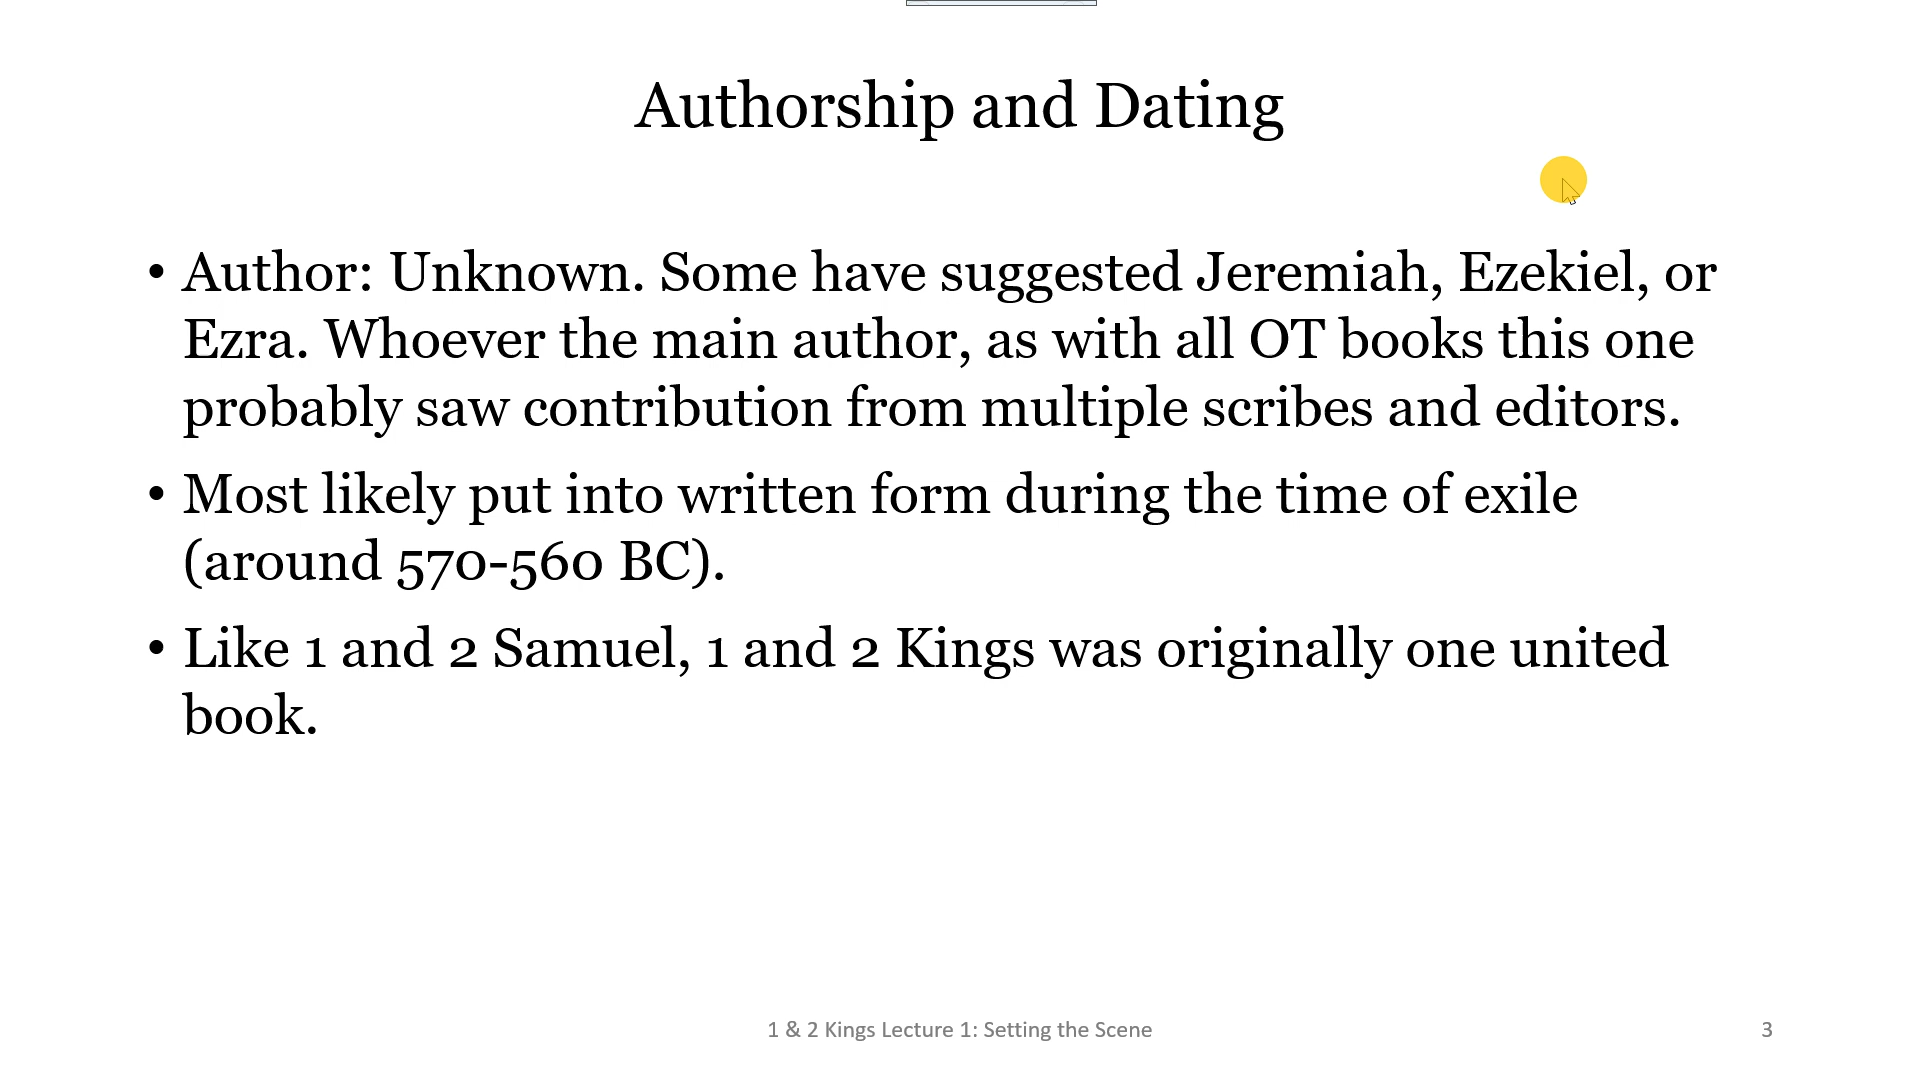 Authorship and Dating
• Author: Unknown. Some have suggested Jeremiah, Ezekiel, or
Ezra. Whoever the main author, as with all OT books this one
probably saw contribution from multiple scribes and editors.
• Most likely put into written form during the time of exile
(around 570-560 BC).
• Like 1 and 2 Samuel, 1 and 2 Kings was originally one united
book.
1 & 2 Kings Lecture 1: Setting the Scene
3